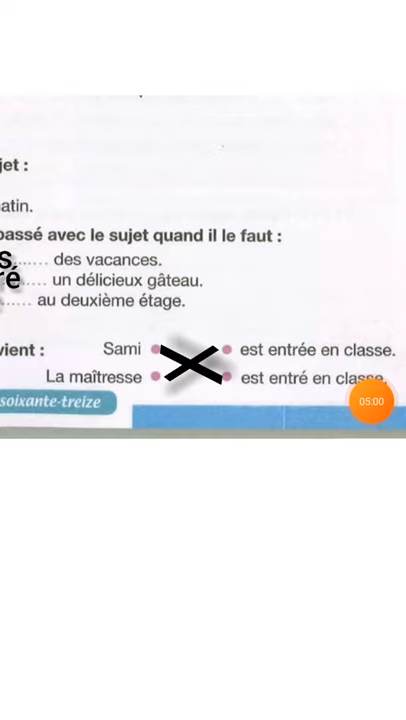 jet :
atin.
passé avec le sujet quand il le faut :
s....... des vacances.
ré.... un délicieux gâteau.
...... au deuxième étage.
vient : Sami est entrée en classe.
La maîtresse est entré en classe.
soixante-treize
05:00